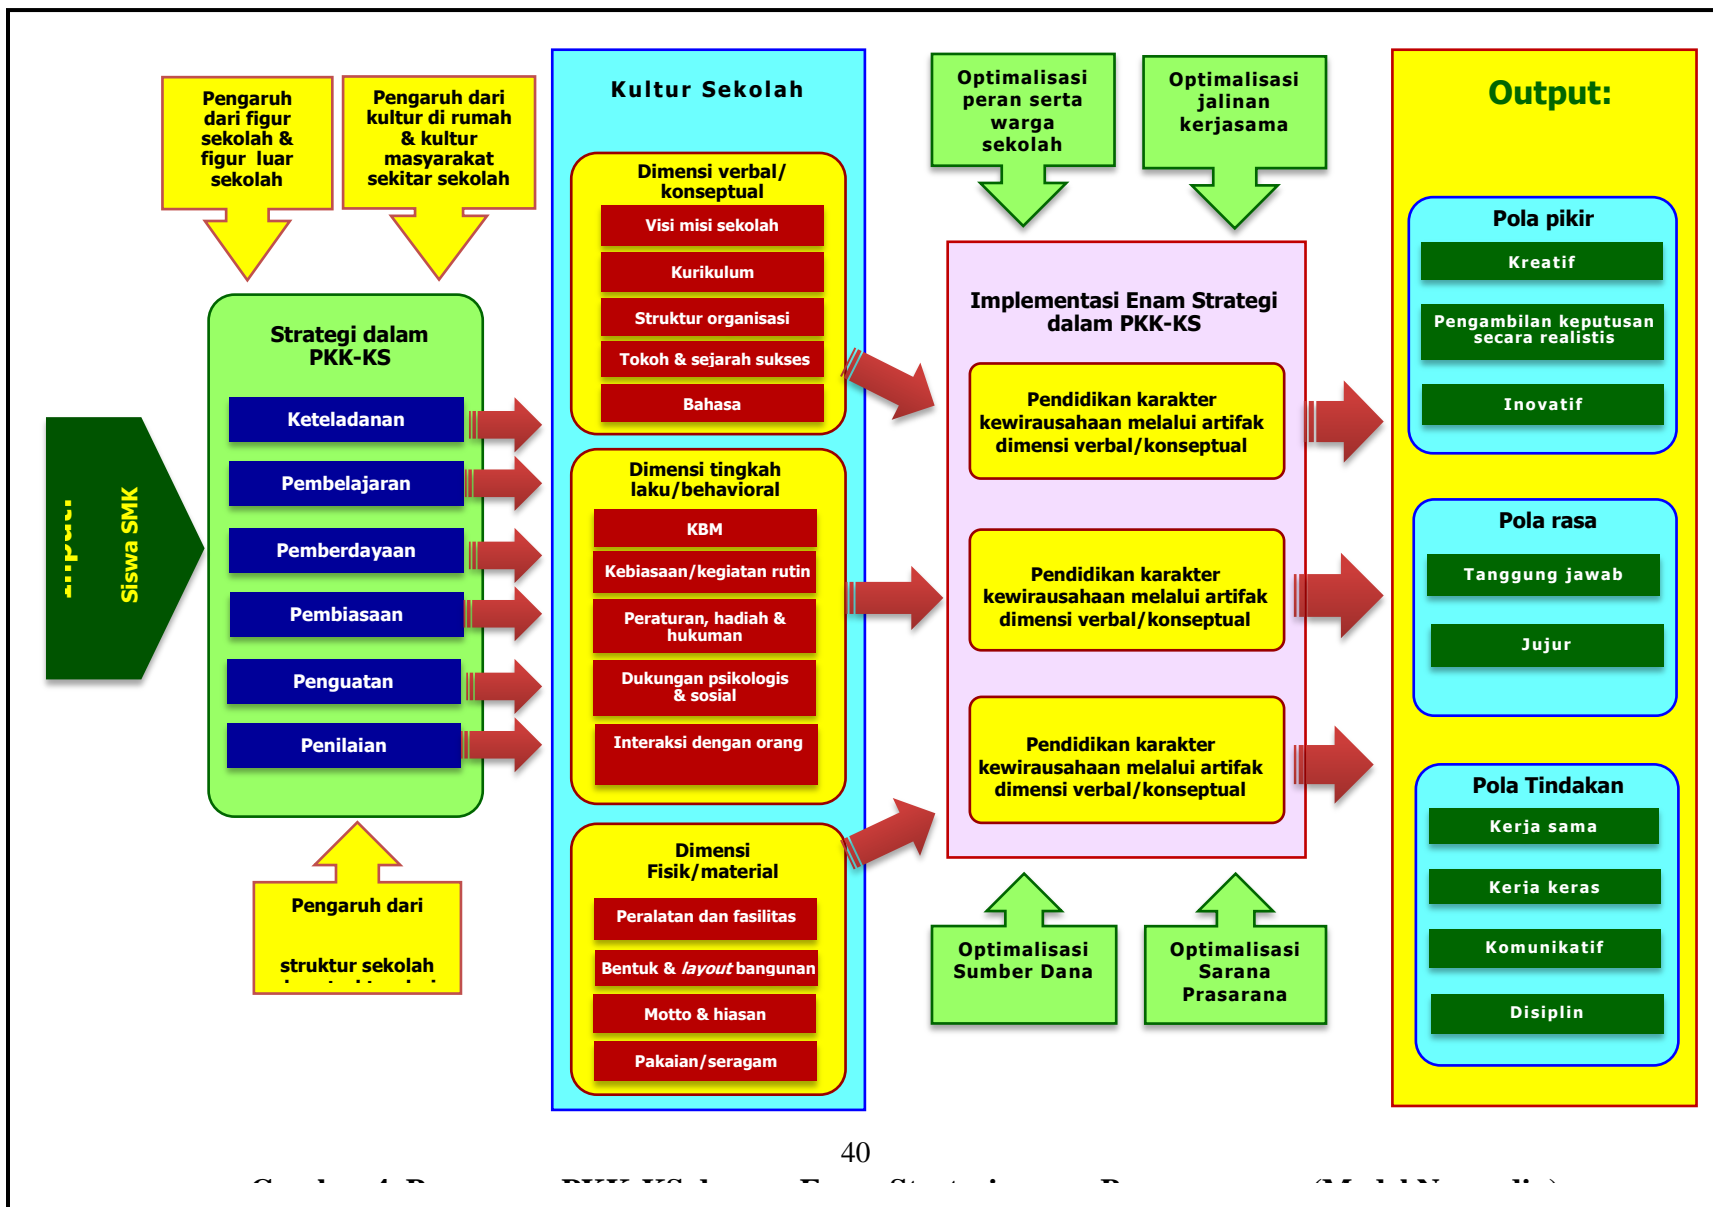 Pengaruh
dari figur
sekolah &
figur luar
sekolah
Pengaruh dari
kultur di rumah
& kultur
masyarakat
sekitar sekolah
Siswa SMK
Strategi dalam
PKK-KS
Keteladanan
Pembelajaran
Pemberdayaan
Pembiasaan
Penguatan
Penilaian
Pengaruh dari
struktur sekolah
Kultur Sekolah
Dimensi verbal/
konseptual
Visi misi sekolah
Kurikulum
Struktur organisasi
Tokoh & sejarah sukses
Bahasa
Dimensi tingkah
laku/behavioral
KBM
Kebiasaan/kegiatan rutin
Peraturan, hadiah &
hukuman
Dukungan psikologis
& sosial
Interaksi dengan orang
Dimensi
Fisik/material
Peralatan dan fasilitas
Bentuk & layout bangunan
Motto & hiasan
Pakaian/seragam
Optimalisasi
peran serta
warga
sekolah
Optimalisasi
jalinan
kerjasama
Implementasi Enam Strategi
dalam PKK-KS
Pendidikan karakter
kewirausahaan melalui artifak
dimensi verbal/konseptual
Pendidikan karakter
kewirausahaan melalui artifak
dimensi verbal/konseptual
Pendidikan karakter
kewirausahaan melalui artifak
dimensi verbal/konseptual
Optimalisasi
Sumber Dana
Optimalisasi
Sarana
Prasarana
Output:
Pola pikir
Kreatif
Pengambilan keputusan
secara realistis
Inovatif
Pola rasa
Tanggung jawab
Jujur
Pola Tindakan
Kerja sama
Kerja keras
Komunikatif
Disiplin
40